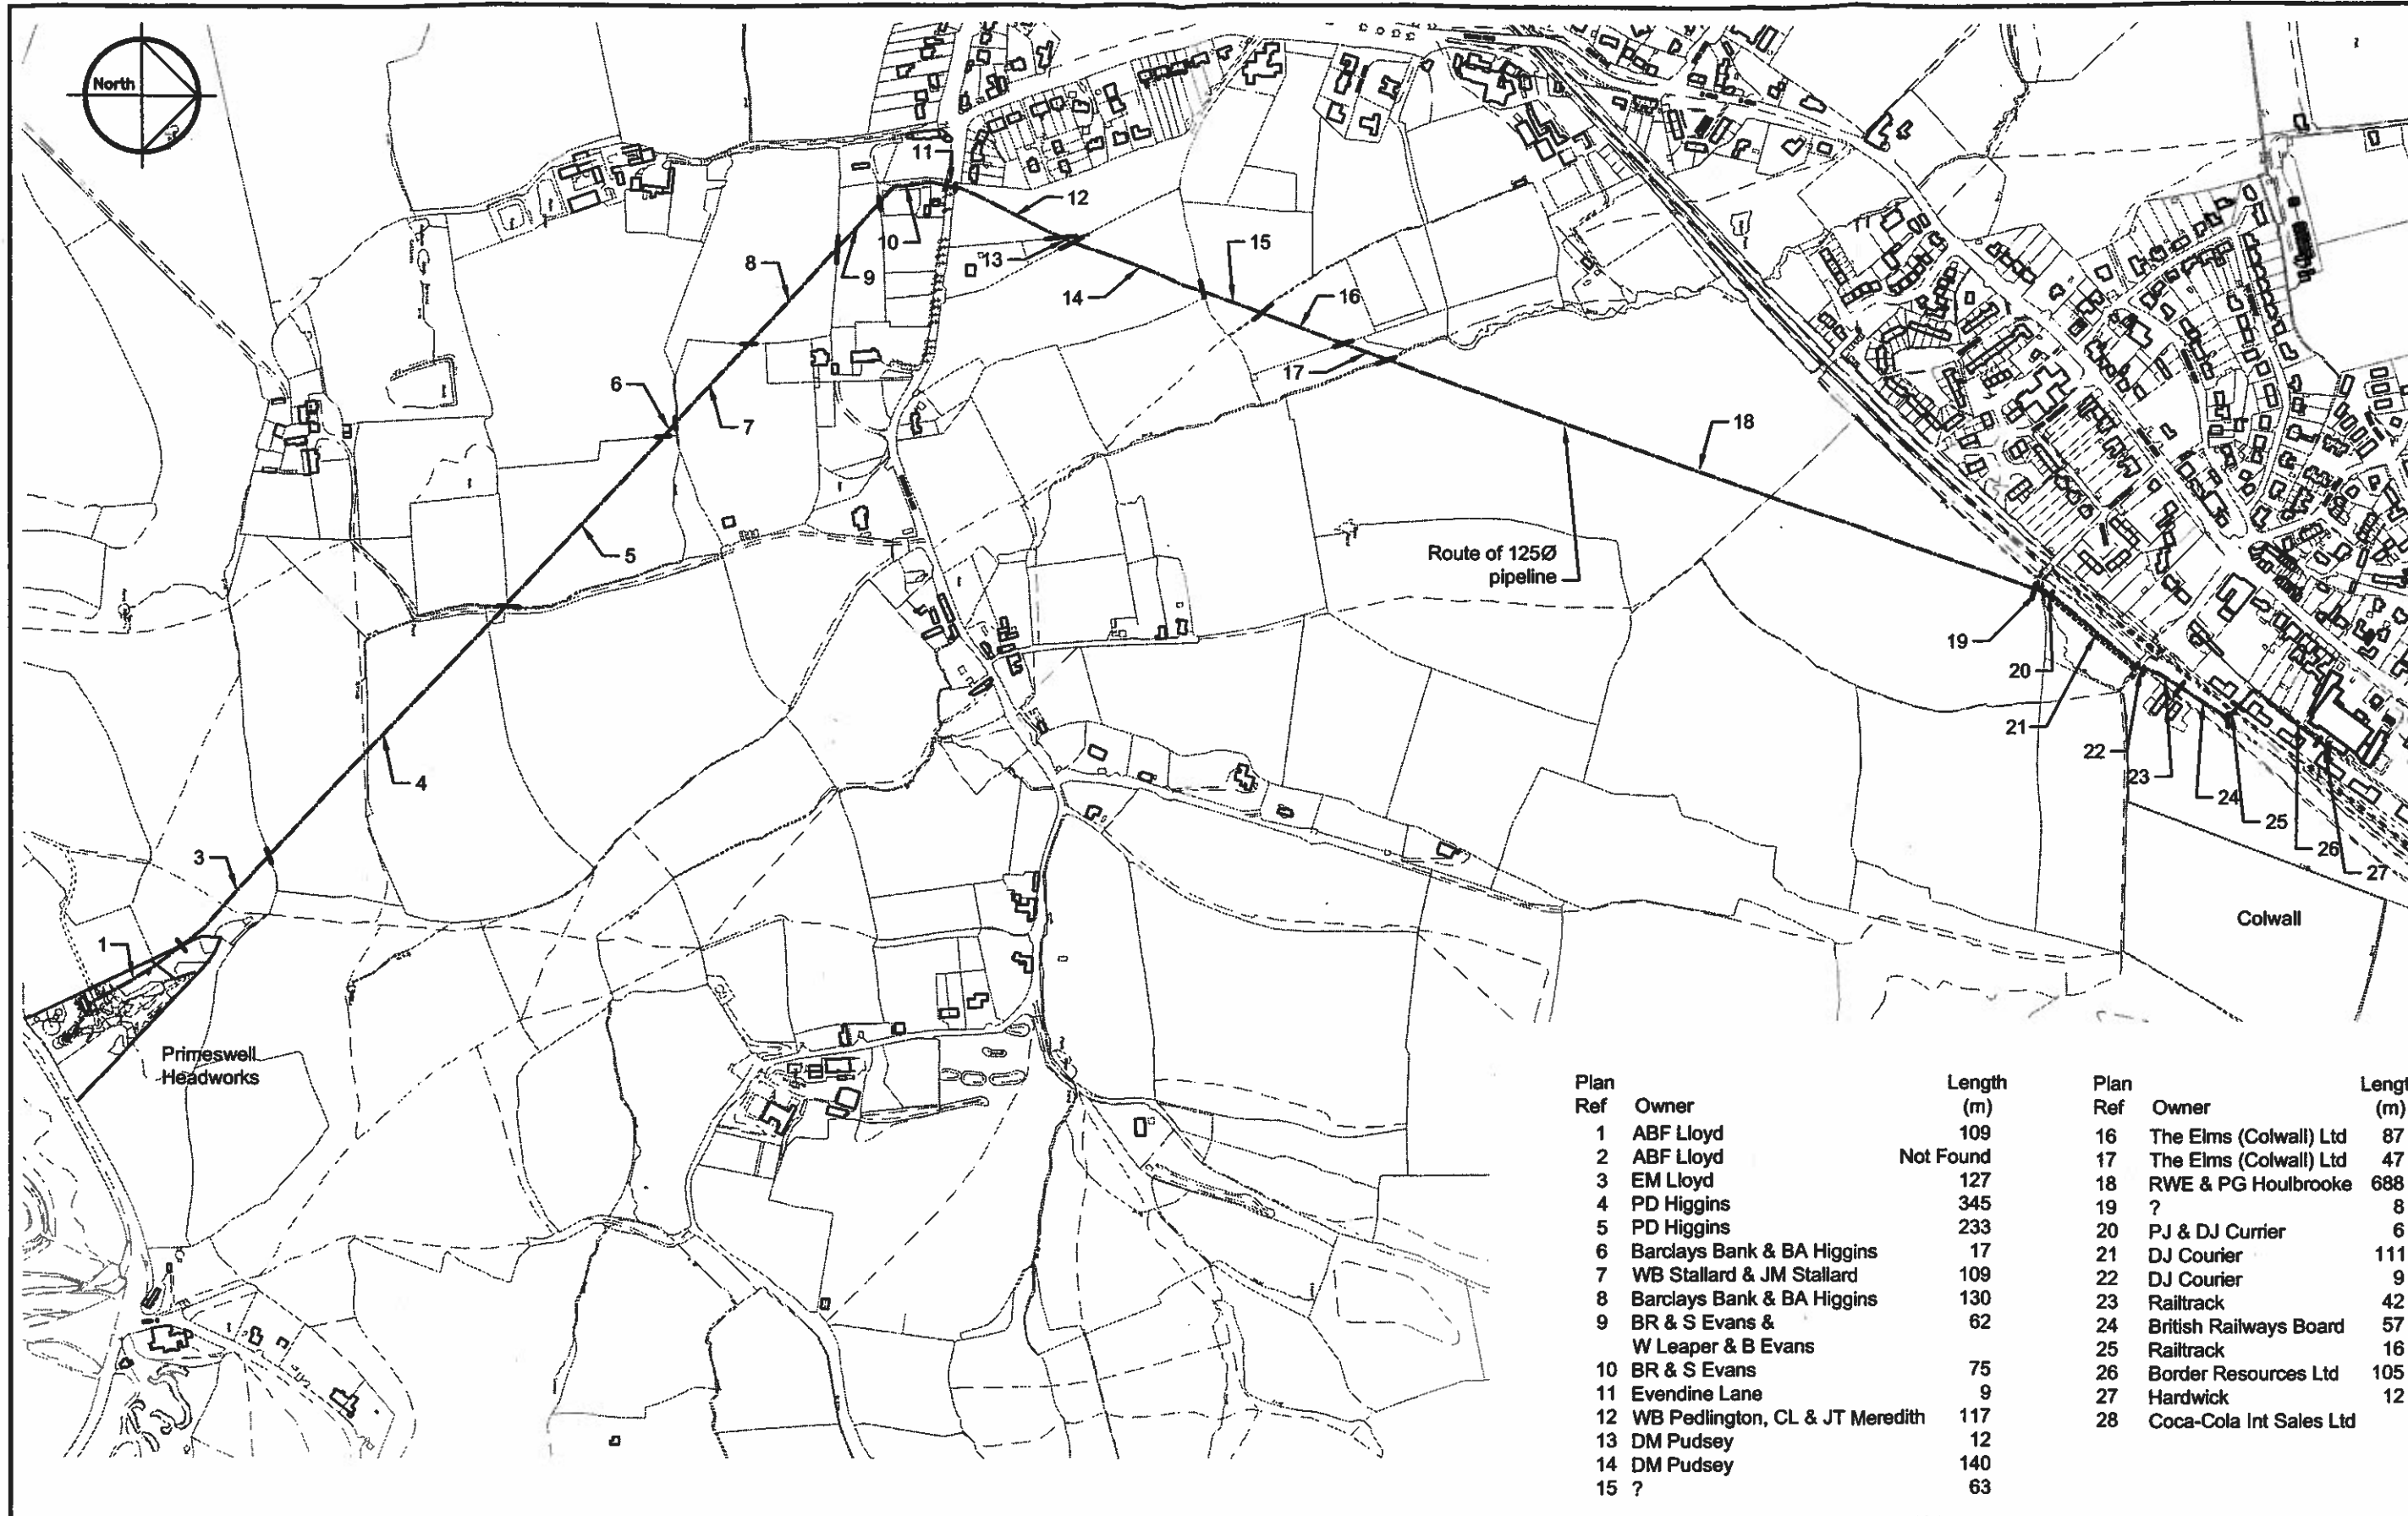 North
11
12
10
13
15
8
9
14
16
6
17
7
18
5
Route of 125Ø
pipeline
19
20
21
4
22
23
24
25
3
26
27
1
Colwall
Primeswell
Headworks
Plan Length
Ref Owner (m)
1 ABF Lloyd 109
2 ABF Lloyd Not Found
3 EM Lloyd 127
4 PD Higgins 345
5 PD Higgins 233
6 Barclays Bank & BA Higgins 17
7 WB Stallard & JM Stallard 109
8 Barclays Bank & BA Higgins 130
9 BR & S Evans & 62
W Leaper & B Evans
10 BR & S Evans 75
11 Evendine Lane 9
12 WB Pedlington, CL & JT Meredith 117
13 DM Pudsey 12
14 DM Pudsey 140
15 ? 63
Plan Lengt
Ref Owner (m)
16 The Elms (Colwall) Ltd 87
17 The Elms (Colwall) Ltd 47
18 RWE & PG Houlbrooke 688
19 ? 8
20 PJ & DJ Currier 6
21 DJ Courier 111
22 DJ Courier 9
23 Railtrack 42
24 British Railways Board 57
25 Railtrack 16
26 Border Resources Ltd 105
27 Hardwick 12
28 Coca-Cola Int Sales Ltd